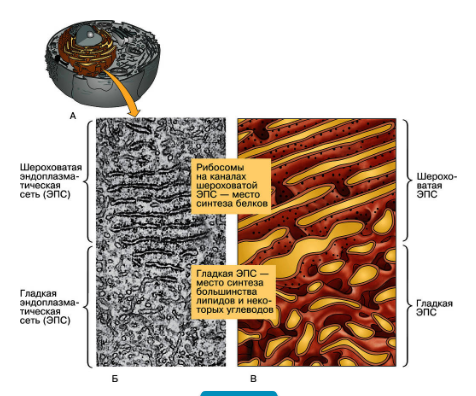 А
Шероховатая
эндоплазма-
тическая
сеть (ЭПС)
Рибосомы
на каналах
шероховатой
ЭПС — место
синтеза белков
Шерохо-
ватая
ЭПС
Гладкая
эндоплазма-
тическая
сеть (ЭПС)
Гладкая ЭПС —
место синтеза
большинства
липидов и неко-
торых углеводов
Гладкая
ЭПС
Б
В